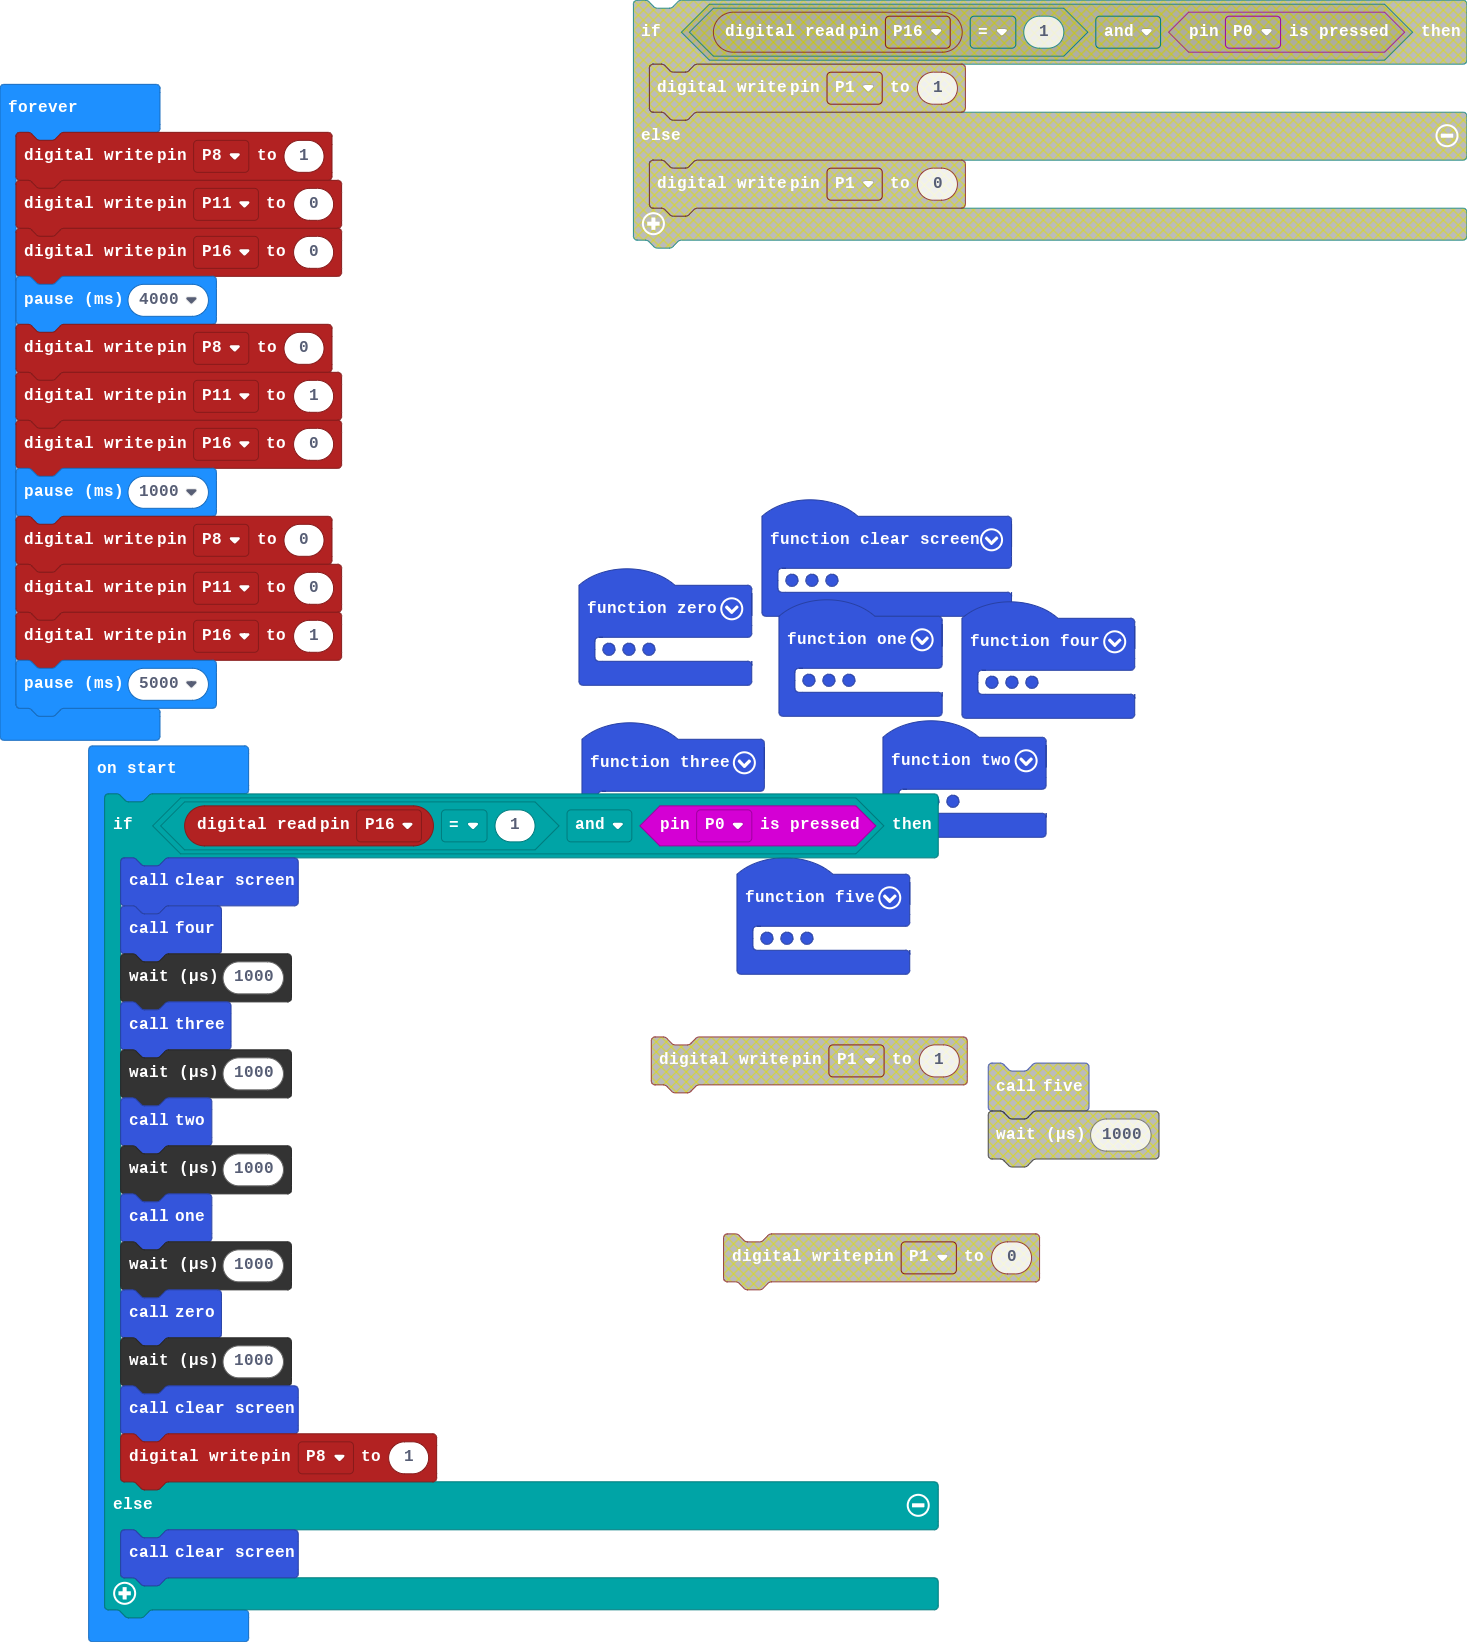 if digital read pin P16 = 1 and pin P0 is pressed then
digital write pin P1 to 1
else
digital write pin P1 to 0
forever
digital write pin P8 to 1
digital write pin P11 to 0
digital write pin P16 to 0
pause (ms) 4000
digital write pin P8 to 0
digital write pin P11 to 1
digital write pin P16 to 0
pause (ms) 1000
digital write pin P8 to 0
digital write pin P11 to 0
digital write pin P16 to 1
pause (ms) 5000
function clear screen
function zero
function one
function four
function three
function two
function five
on start
if digital read pin P16 = 1 and pin P0 is pressed then
call clear screen
call four
wait (µs) 1000
call three
wait (µs) 1000
call two
wait (µs) 1000
call one
wait (µs) 1000
call zero
wait (µs) 1000
call clear screen
digital write pin P8 to 1
else
call clear screen
digital write pin P1 to 1
call five
wait (µs) 1000
digital write pin P1 to 0